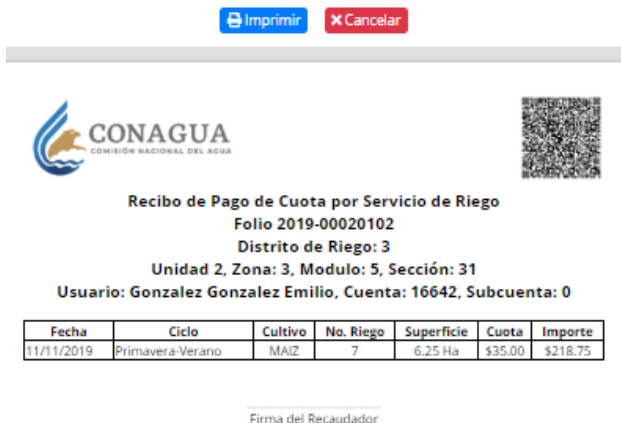 Imprimir Cancelar
CONAGUA
COMISIÓN NACIONAL DEL AGUA
Recibo de Pago de Cuota por Servicio de Riego
Folio 2019-00020102
Distrito de Riego: 3
Unidad 2, Zona: 3, Modulo: 5, Sección: 31
Usuario: Gonzalez Gonzalez Emilio, Cuenta: 16642, Subcuenta: 0
Fecha Ciclo Cultivo No. Riego Superficie Cuota Importe
11/11/2019 Primavera-Verano MAIZ 7 6.25 Ha $35.00 $218.75
Firma del Recaudador